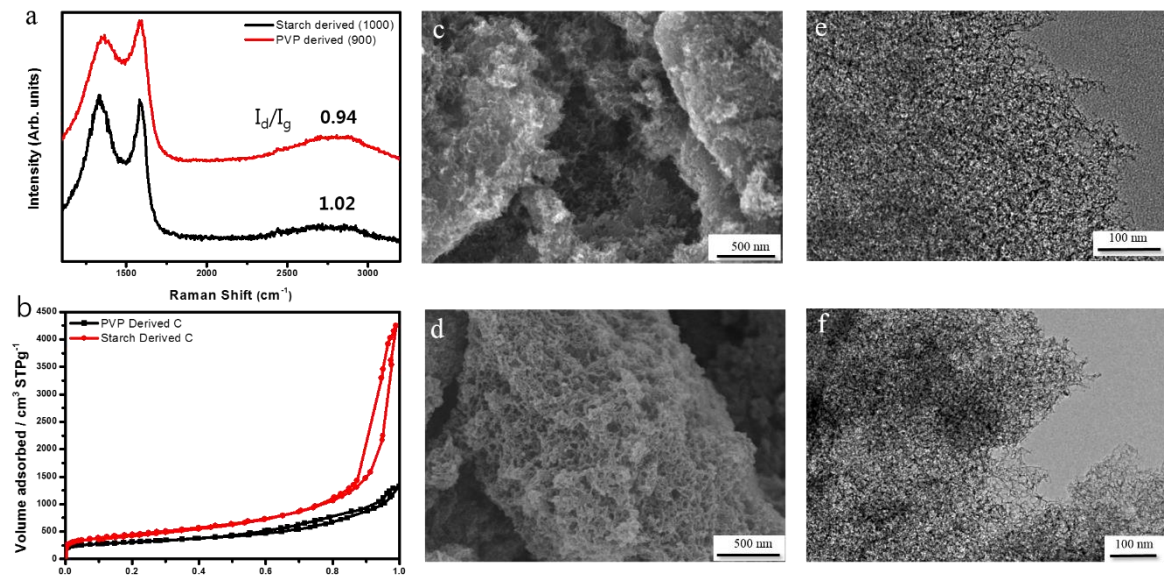 a
Starch derived (1000)
PVP derived (900)
I_d/I_g 0.94
1.02
Intensity (Arb. units)
1500 2000 2500 3000
Raman Shift (cm⁻¹)
b
PVP Derived C
Starch Derived C
4500
4000
3500
3000
2500
2000
1500
1000
500
0
Volume adsorbed / cm³ STPg⁻¹
0.0 0.2 0.4 0.6 0.8 1.0
c
500 nm
d
500 nm
e
100 nm
f
100 nm